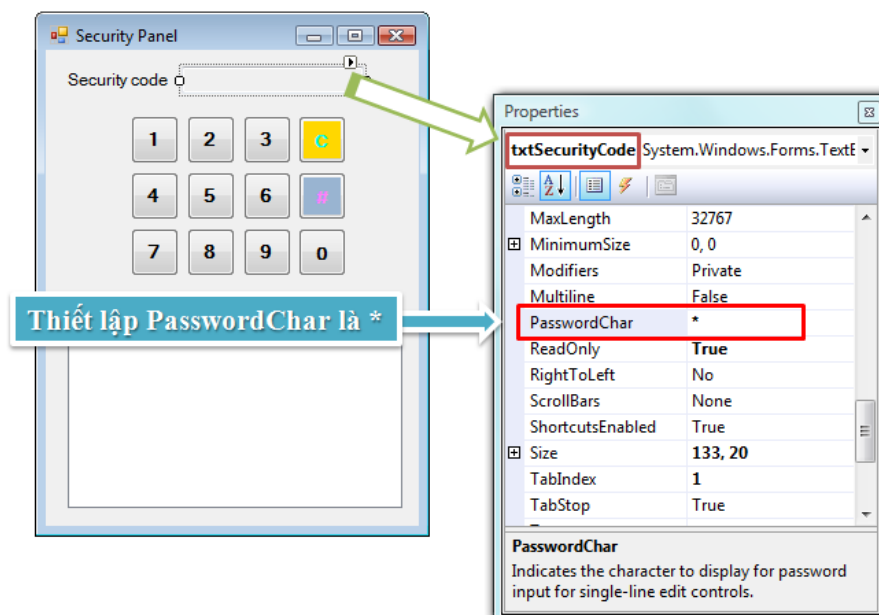 Security Panel
Security code
1 2 3 C
4 5 6 #
7 8 9 0
Thiết lập PasswordChar là *
Properties
txtSecurityCode System.Windows.Forms.TextB
MaxLength 32767
MinimumSize 0, 0
Modifiers Private
Multiline False
PasswordChar *
ReadOnly True
RightToLeft No
ScrollBars None
ShortcutsEnabled True
Size 133, 20
TabIndex 1
TabStop True
PasswordChar
Indicates the character to display for password
input for single-line edit controls.